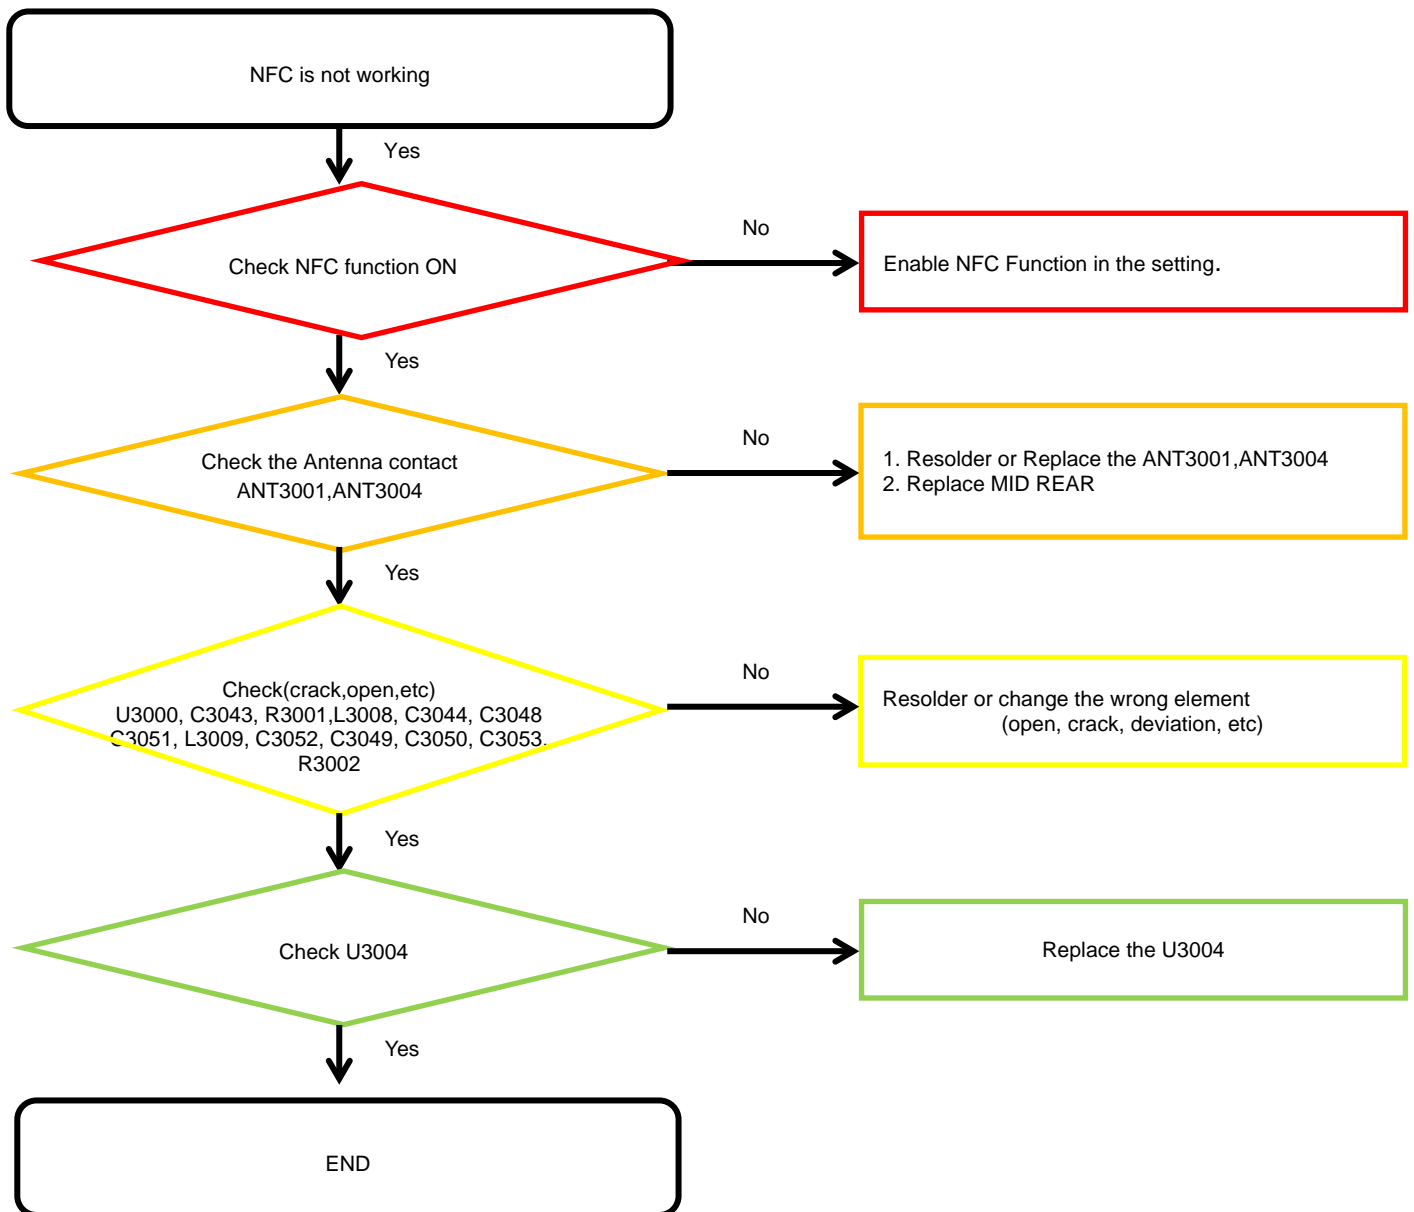 NFC is not working
Yes
Check NFC function ON
No
Enable NFC Function in the setting.
Yes
Check the Antenna contact
ANT3001,ANT3004
No
1. Resolder or Replace the ANT3001,ANT3004
2. Replace MID REAR
Yes
Check(crack,open,etc)
U3000, C3043, R3001,L3008, C3044, C3048
C3051, L3009, C3052, C3049, C3050, C3053,
R3002
No
Resolder or change the wrong element
(open, crack, deviation, etc)
Yes
Check U3004
No
Replace the U3004
Yes
END